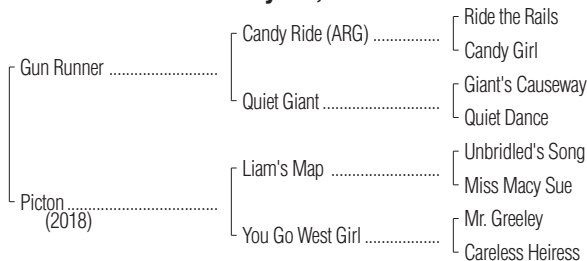 Ride the Rails
Candy Ride (ARG) ..................
Candy Girl
Gun Runner .............................
Giant's Causeway
Quiet Giant ................................
Quiet Dance
Unbridled's Song
Liam's Map .............................
Miss Macy Sue
Picton ........................................
(2018)
Mr. Greeley
You Go West Girl ....................
Careless Heiress